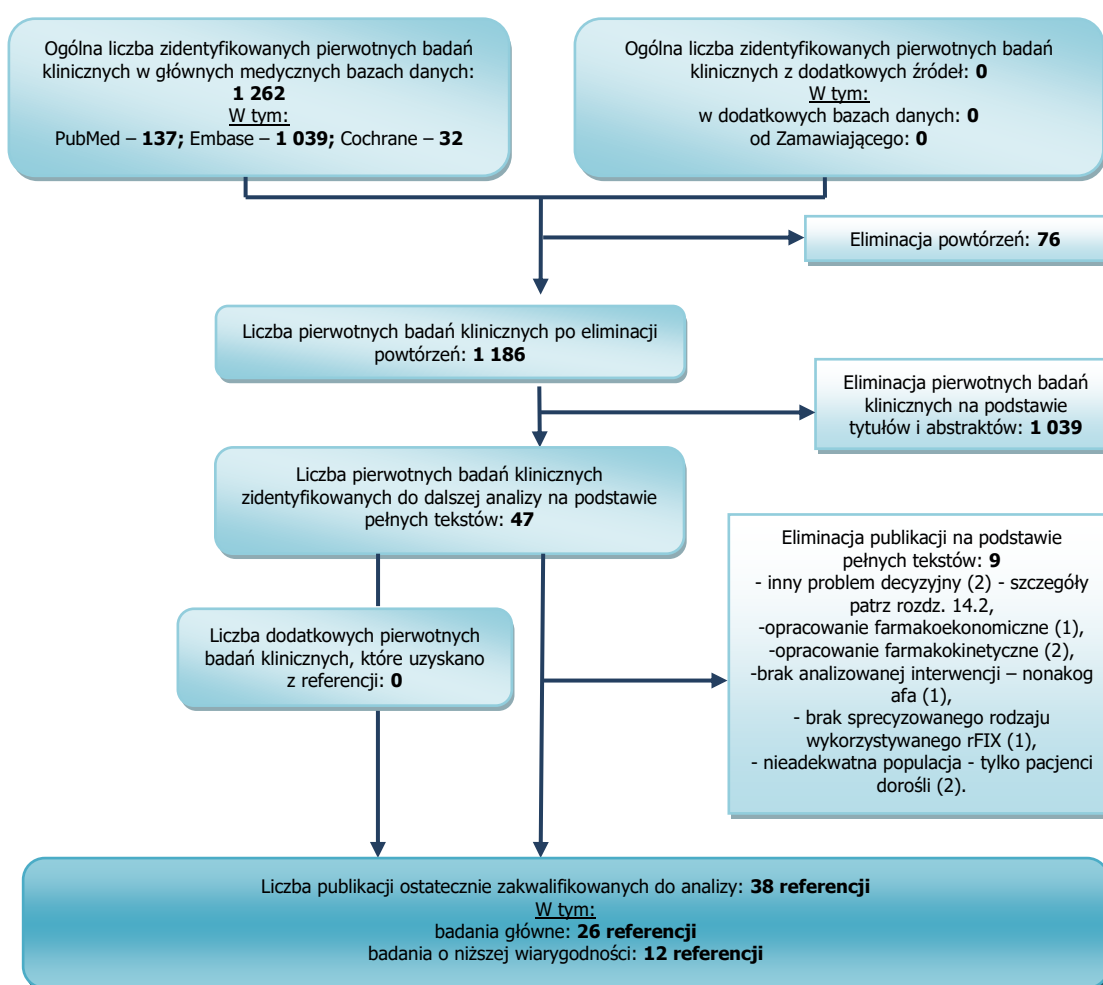 Ogólna liczba zidentyfikowanych pierwotnych badań
klinicznych w głównych medycznych bazach danych:
1 262
W tym:
PubMed – 137; Embase – 1 039; Cochrane – 32
Ogólna liczba zidentyfikowanych pierwotnych badań
klinicznych z dodatkowych źródeł: 0
W tym:
w dodatkowych bazach danych: 0
od Zamawiającego: 0
Eliminacja powtórzeń: 76
Liczba pierwotnych badań klinicznych po eliminacji
powtórzeń: 1 186
Eliminacja pierwotnych badań
klinicznych na podstawie
tytułów i abstraktów: 1 039
Liczba pierwotnych badań klinicznych
zidentyfikowanych do dalszej analizy na podstawie
pełnych tekstów: 47
Eliminacja publikacji na podstawie
pełnych tekstów: 9
- inny problem decyzyjny (2) - szczegóły
patrz rozdz. 14.2,
-opracowanie farmakoekonomiczne (1),
-opracowanie farmakokinetyczne (2),
-brak analizowanej interwencji – nonakog
afa (1),
- brak sprecyzowanego rodzaju
wykorzystywanego rFIX (1),
- nieadekwatna populacja - tylko pacjenci
dorośli (2).
Liczba dodatkowych pierwotnych
badań klinicznych, które uzyskano
z referencji: 0
Liczba publikacji ostatecznie zakwalifikowanych do analizy: 38 referencji
W tym:
badania główne: 26 referencji
badania o niższej wiarygodności: 12 referencji